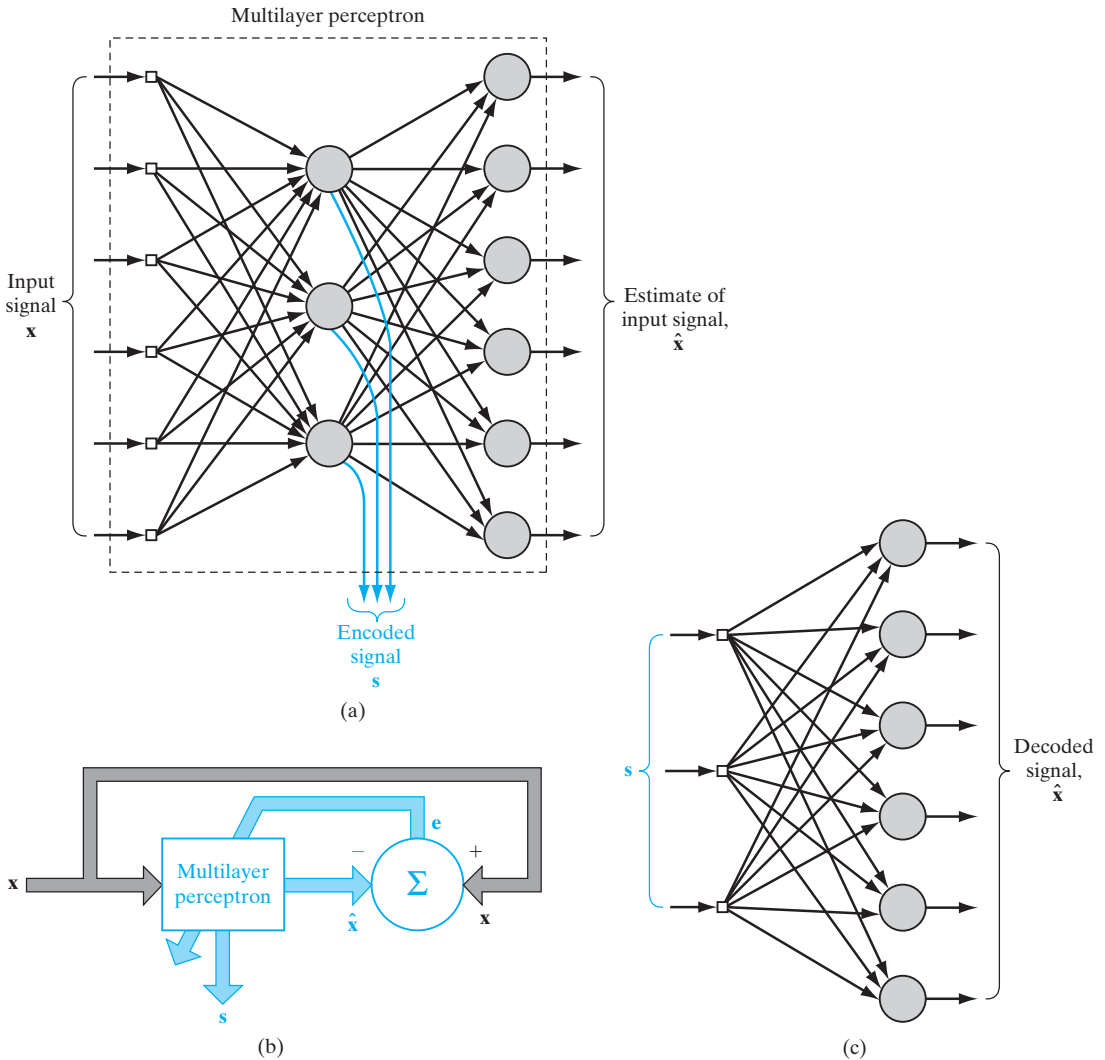 Multilayer perceptron
Input
signal
x
Estimate of
input signal,
x̂
Encoded
signal
s
(a)
x
Multilayer
perceptron
e
−
+
Σ
x̂
x
s
(b)
s
Decoded
signal,
x̂
(c)